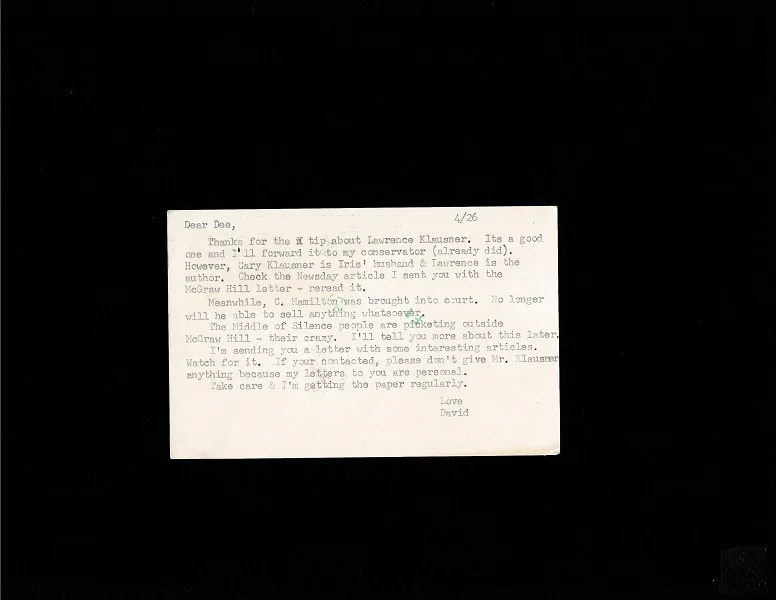 4/26
Dear Dee,
Thanks for the X tip about Lawrence Klausner. Its a good
one and I'll forward it to my conservator (already did).
However, Gary Klausner is Iris' husband & Lawrence is the
author. Check the Newsday article I sent you with the
McGraw Hill letter - reread it.
Meanwhile, C. Hamilton was brought into court. No longer
will he able to sell anything whatsoever.
The Middle of Silence people are picketing outside
McGraw Hill - their crazy. I'll tell you more about this later.
I'm sending you a letter with some interesting articles.
Watch for it. If your contacted, please don't give Mr. Klausner
anything because my letters to you are personal.
Take care & I'm getting the paper regularly.
Love
David